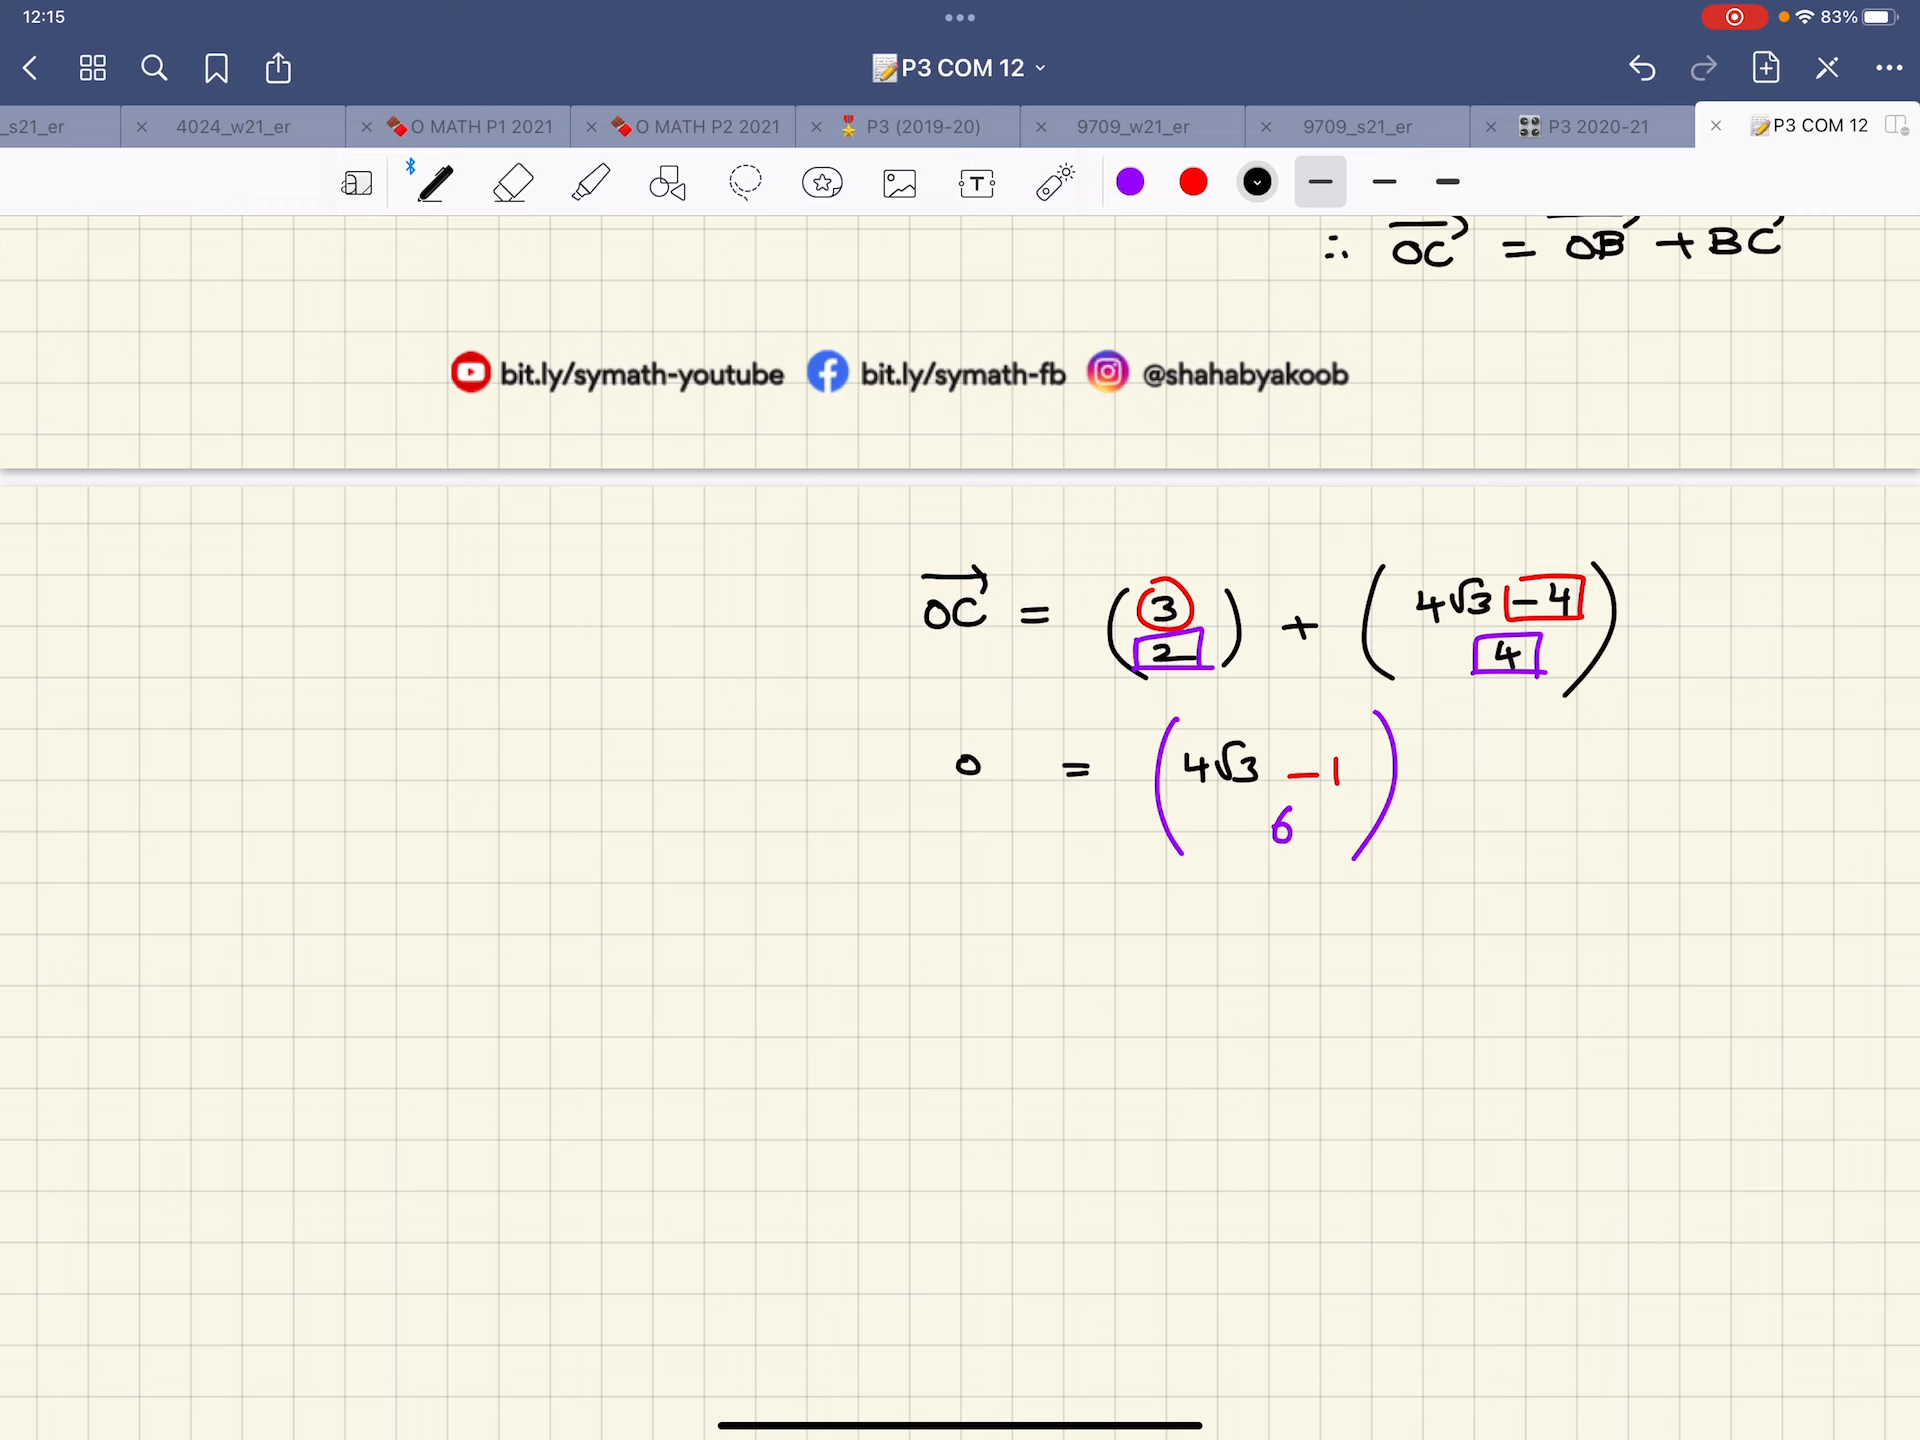 12:15
83%
P3 COM 12
_s21_er
4024_w21_er
O MATH P1 2021
O MATH P2 2021
P3 (2019-20)
9709_w21_er
9709_s21_er
P3 2020-21
P3 COM 12
a
T
∴ OC = OB + BC
bit.ly/symath-youtube bit.ly/symath-fb @shahabyakoob
OC = (3 2) + (4√3 - 4 4)
0 = (4√3 - 1 6)